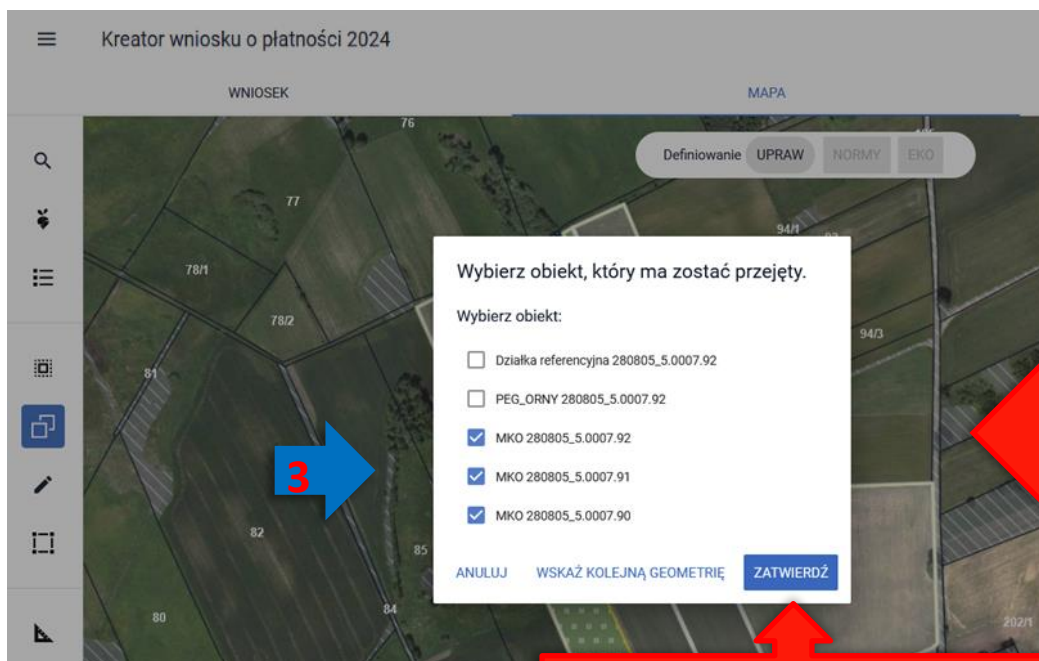 Kreator wniosku o płatności 2024
WNIOSEK
MAPA
Definiowanie UPRAW NORMY EKO
76
77
94/1
78/1
78/2
94/3
81
82
85
84
80
202/1
3
Wybierz obiekt, który ma zostać przejęty.
Wybierz obiekt:
Działka referencyjna 280805_5.0007.92
PEG_ORNY 280805_5.0007.92
MKO 280805_5.0007.92
MKO 280805_5.0007.91
MKO 280805_5.0007.90
ANULUJ WSKAŻ KOLEJNĄ GEOMETRIĘ ZATWIERDŹ